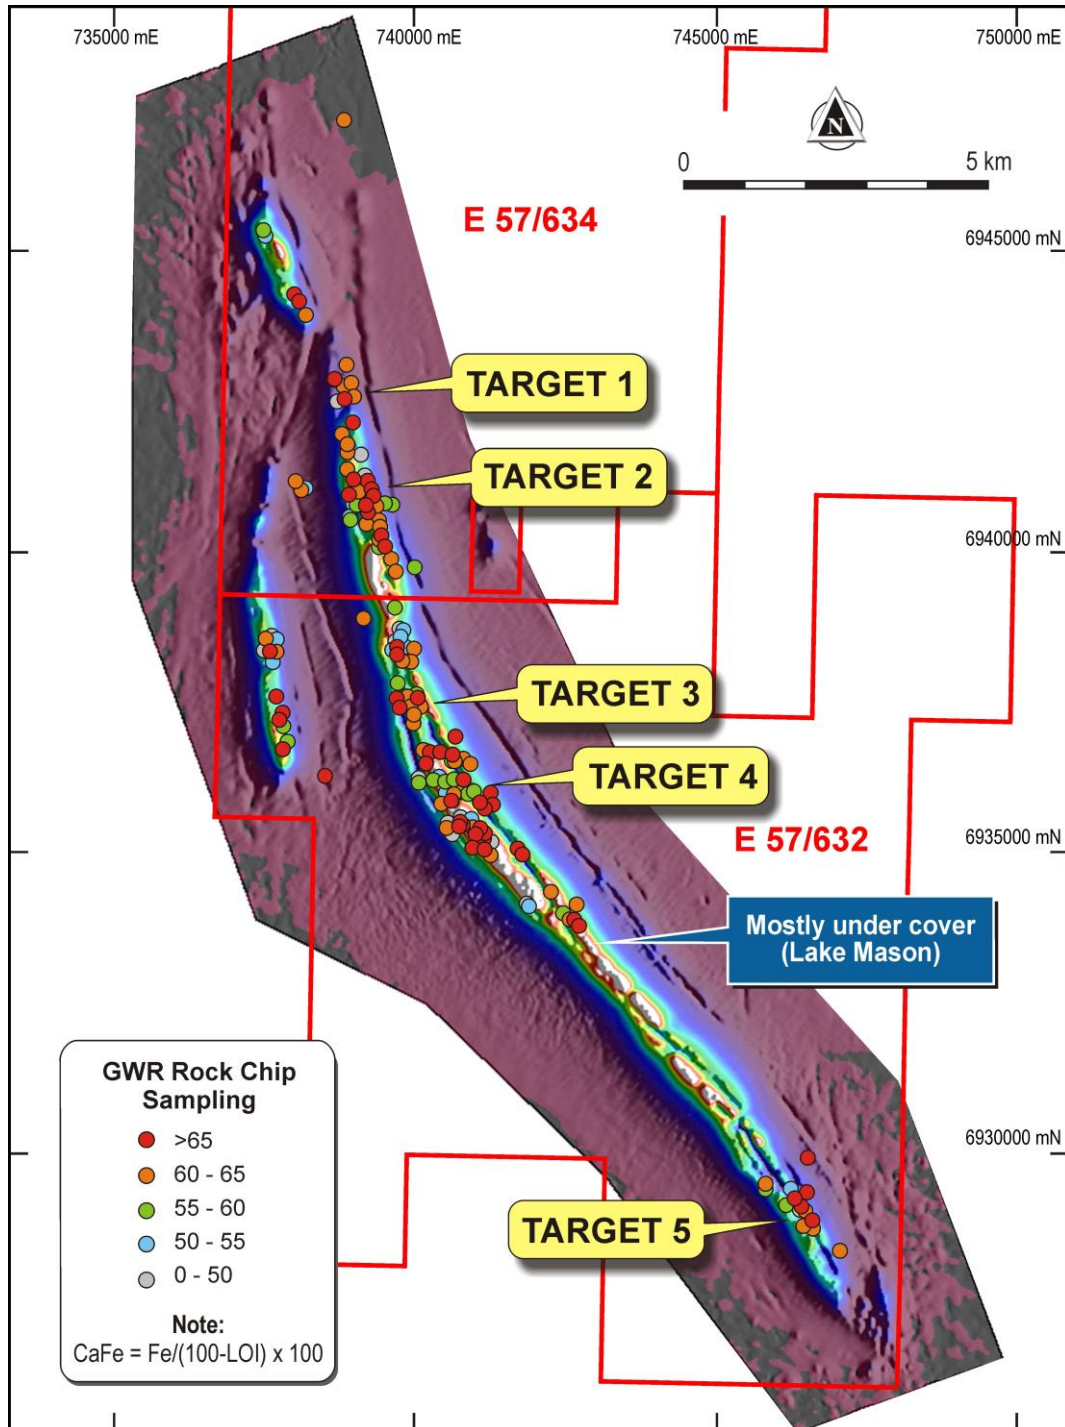 735000 mE
740000 mE
745000 mE
750000 mE
N
0
5 km
E 57/634
6945000 mN
TARGET 1
TARGET 2
6940000 mN
TARGET 3
TARGET 4
E 57/632
6935000 mN
Mostly under cover
(Lake Mason)
GWR Rock Chip
Sampling
>65
60 - 65
55 - 60
50 - 55
0 - 50
Note:
CaFe = Fe/(100-LOI) x 100
6930000 mN
TARGET 5